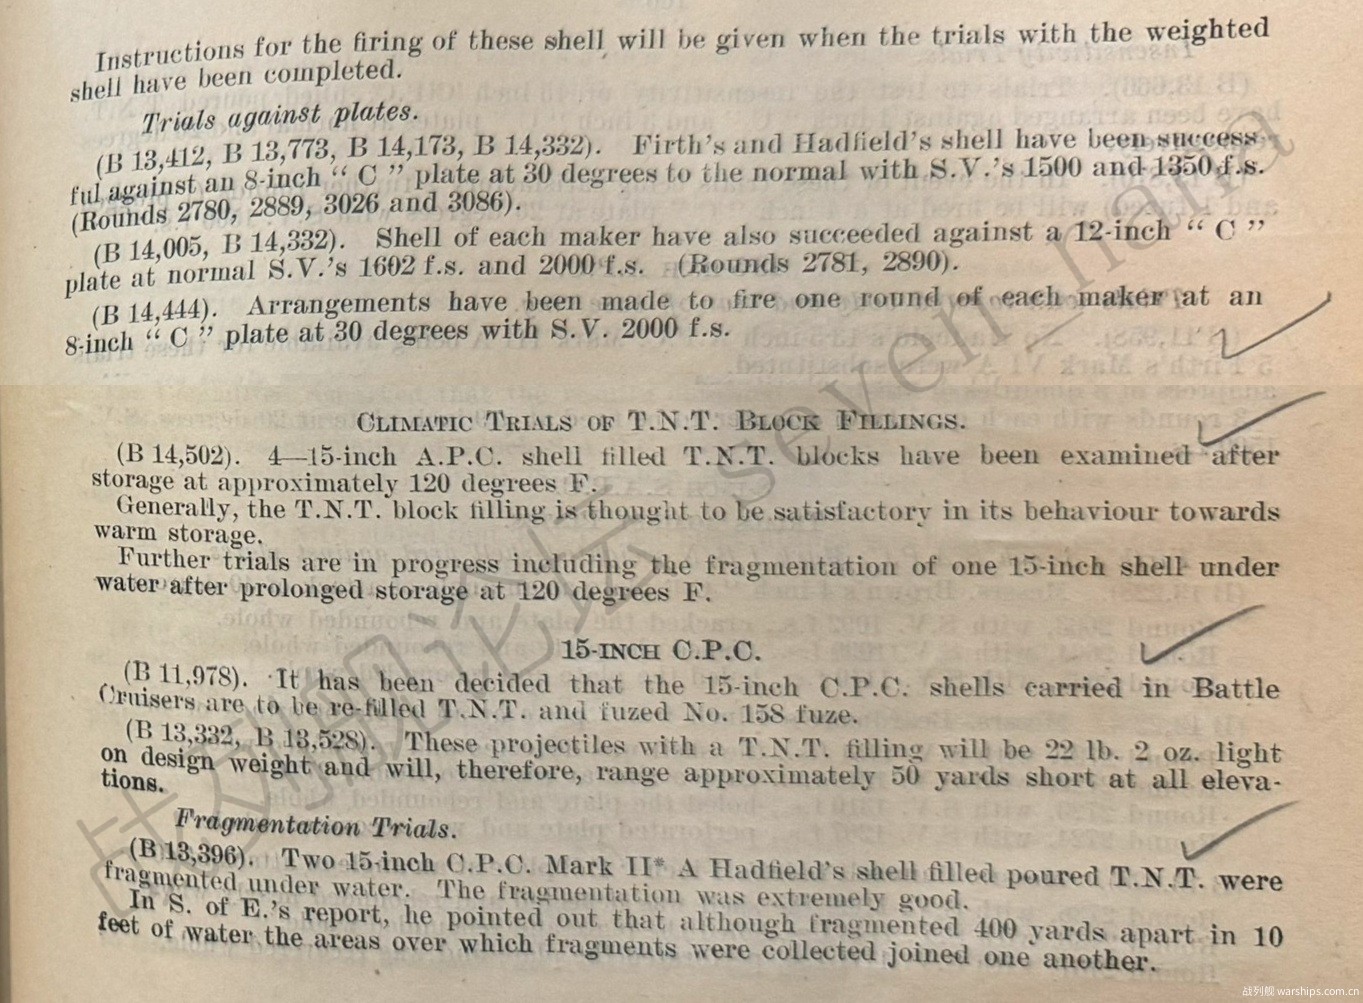 Instructions for the firing of these shell will be given when the trials with the weighted
shell have been completed.
Trials against plates.
(B 13,412, B 13,773, B 14,173, B 14,332). Firth's and Hadfield's shell have been success-
ful against an 8-inch “ C ” plate at 30 degrees to the normal with S.V.'s 1500 and 1350 f.s.
(Rounds 2780, 2889, 3026 and 3086).
(B 14,005, B 14,332). Shell of each maker have also succeeded against a 12-inch “ C ”
plate at normal S.V.'s 1602 f.s. and 2000 f.s. (Rounds 2781, 2890).
(B 14,444). Arrangements have been made to fire one round of each maker at an
8-inch “ C ” plate at 30 degrees with S.V. 2000 f.s.
CLIMATIC TRIALS OF T.N.T. BLOCK FILLINGS.
(B 14,502). 4—15-inch A.P.C. shell filled T.N.T. blocks have been examined after
storage at approximately 120 degrees F.
Generally, the T.N.T. block filling is thought to be satisfactory in its behaviour towards
warm storage.
Further trials are in progress including the fragmentation of one 15-inch shell under
water after prolonged storage at 120 degrees F.
15-INCH C.P.C.
(B 11,978). It has been decided that the 15-inch C.P.C. shells carried in Battle
Cruisers are to be re-filled T.N.T. and fuzed No. 158 fuze.
(B 13,332, B 13,528). These projectiles with a T.N.T. filling will be 22 lb. 2 oz. light
on design weight and will, therefore, range approximately 50 yards short at all eleva-
tions.
Fragmentation Trials.
(B 13,396). Two 15-inch C.P.C. Mark II* A Hadfield's shell filled poured T.N.T. were
fragmented under water. The fragmentation was extremely good.
In S. of E.'s report, he pointed out that although fragmented 400 yards apart in 10
feet of water the areas over which fragments were collected joined one another.
战列舰论坛 seven_nana
战列舰 warships.com.cn